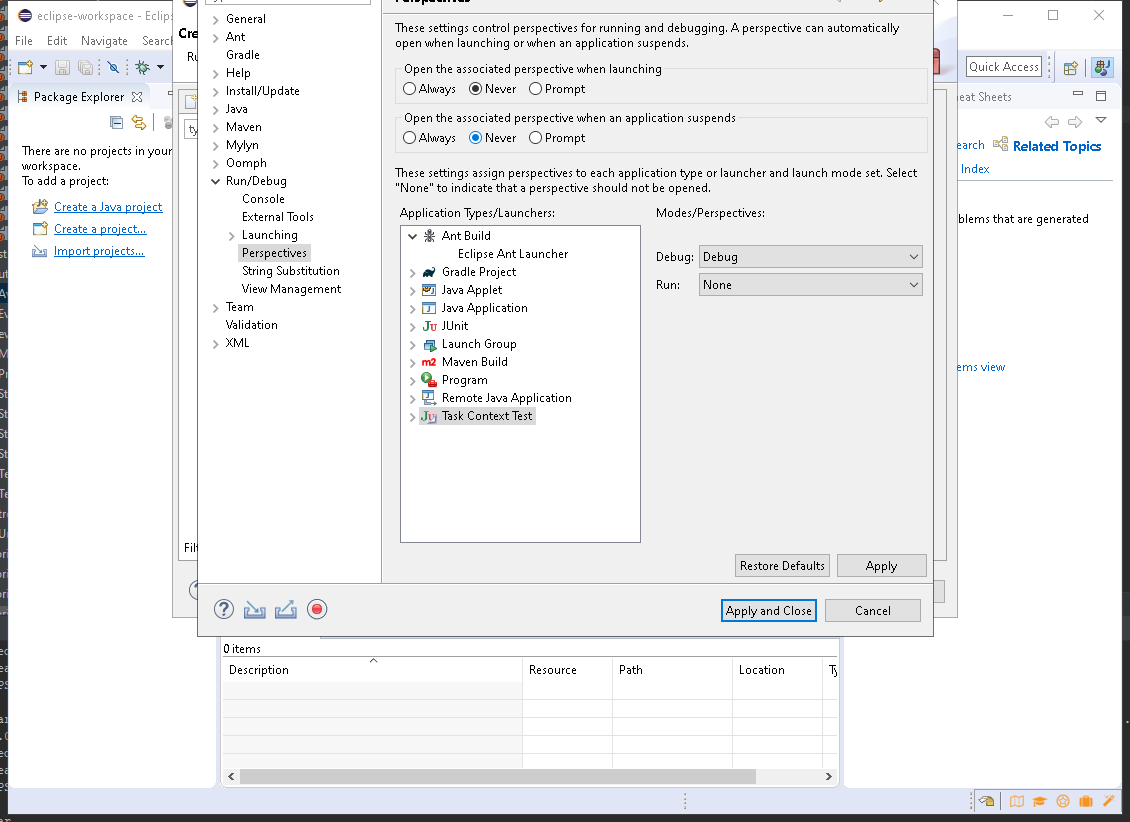 eclipse-workspace - Eclips
File Edit Navigate Search
Quick Access
Package Explorer
There are no projects in your
workspace.
To add a project:
Create a Java project
Create a project...
Import projects...
Cre
Ru
ty
Filt
General
Ant
Gradle
Help
Install/Update
Java
Maven
Mylyn
Oomph
Run/Debug
Console
External Tools
Launching
Perspectives
String Substitution
View Management
Team
Validation
XML
Perspectives
These settings control perspectives for running and debugging. A perspective can automatically
open when launching or when an application suspends.
Open the associated perspective when launching
Always Never Prompt
Open the associated perspective when an application suspends
Always Never Prompt
These settings assign perspectives to each application type or launcher and launch mode set. Select
"None" to indicate that a perspective should not be opened.
Application Types/Launchers:
Ant Build
Eclipse Ant Launcher
Gradle Project
Java Applet
Java Application
JUnit
Launch Group
Maven Build
Program
Remote Java Application
Task Context Test
Modes/Perspectives:
Debug: Debug
Run: None
Restore Defaults Apply
Apply and Close Cancel
eat Sheets
earch Related Topics
Index
blems that are generated
ems view
0 items
Description Resource Path Location Ty